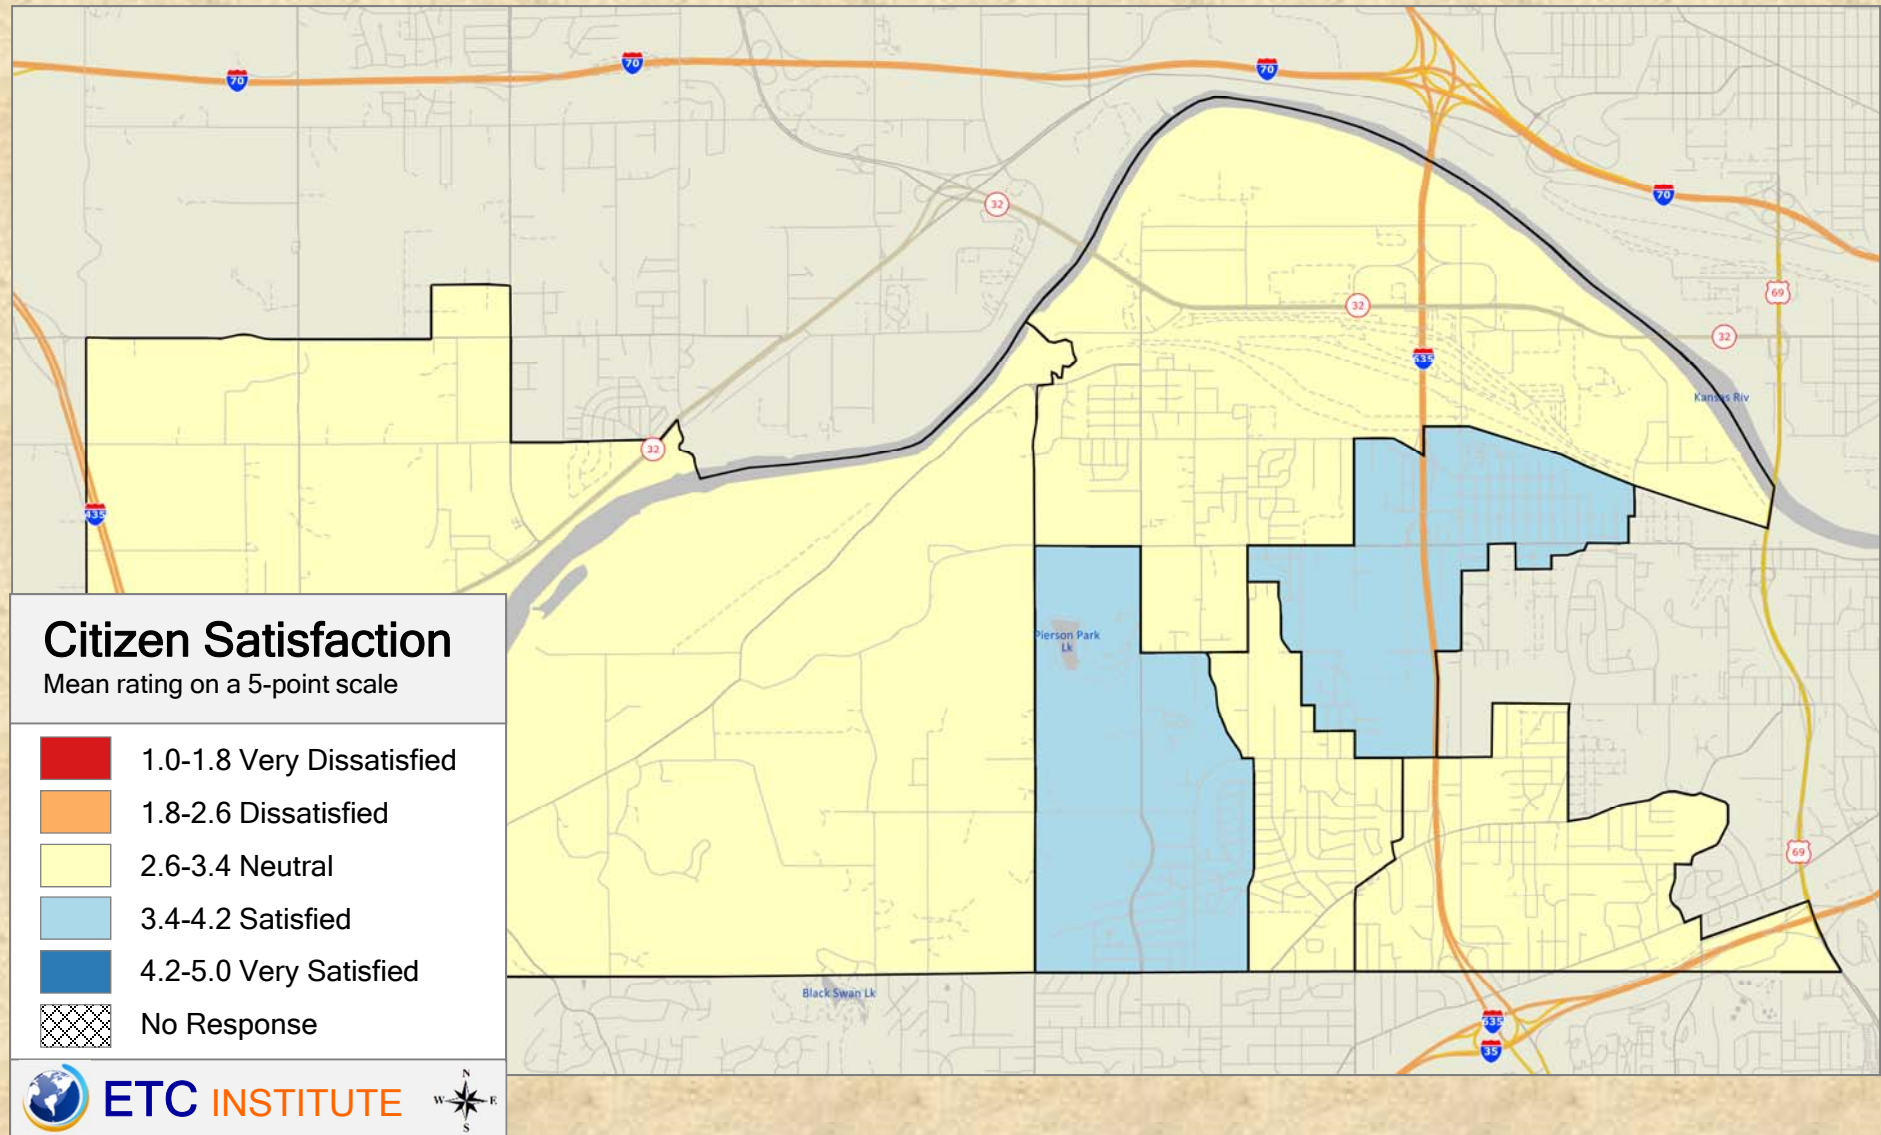 70
70
70
70
32
69
32
32
635
Kansas Riv
32
435
Pierson Park
Lk
Citizen Satisfaction
Mean rating on a 5-point scale
1.0-1.8 Very Dissatisfied
1.8-2.6 Dissatisfied
2.6-3.4 Neutral
3.4-4.2 Satisfied
4.2-5.0 Very Satisfied
No Response
69
Black Swan Lk
635
35
ETC INSTITUTE
N
W E
S